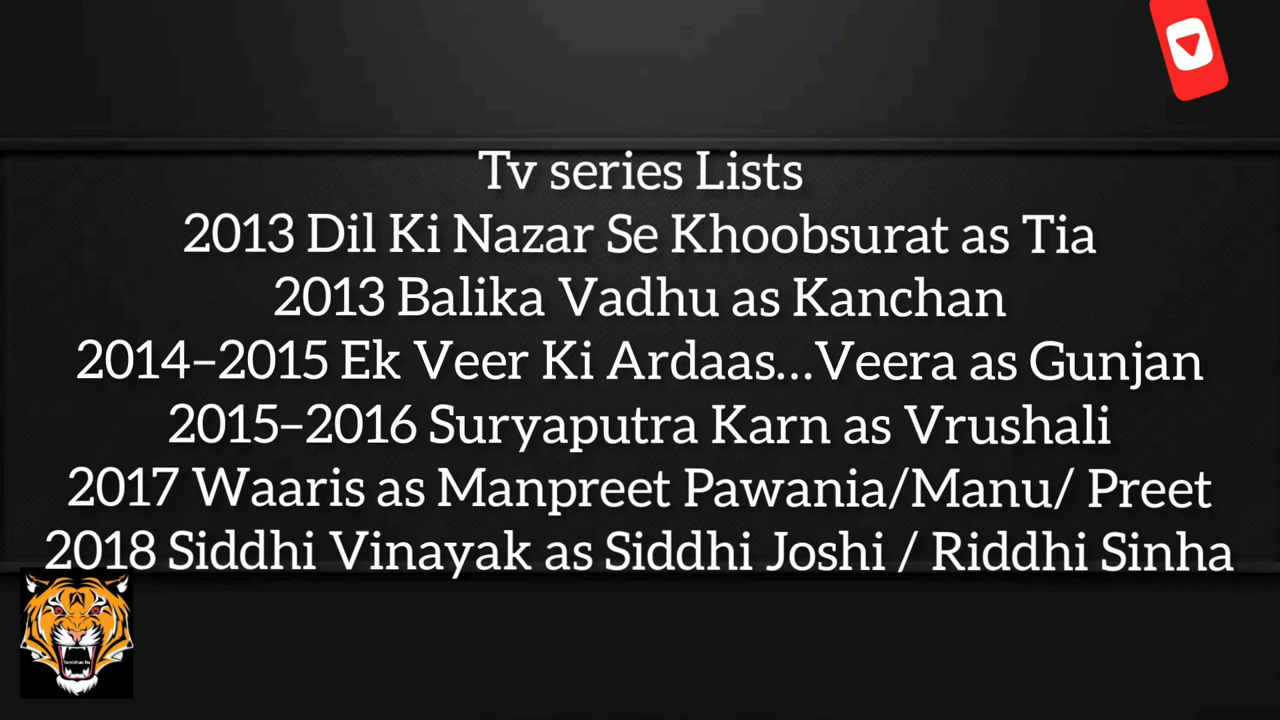 Tv series Lists
2013 Dil Ki Nazar Se Khoobsurat as Tia
2013 Balika Vadhu as Kanchan
2014–2015 Ek Veer Ki Ardaas...Veera as Gunjan
2015–2016 Suryaputra Karn as Vrushali
2017 Waaris as Manpreet Pawania/Manu/ Preet
2018 Siddhi Vinayak as Siddhi Joshi / Riddhi Sinha